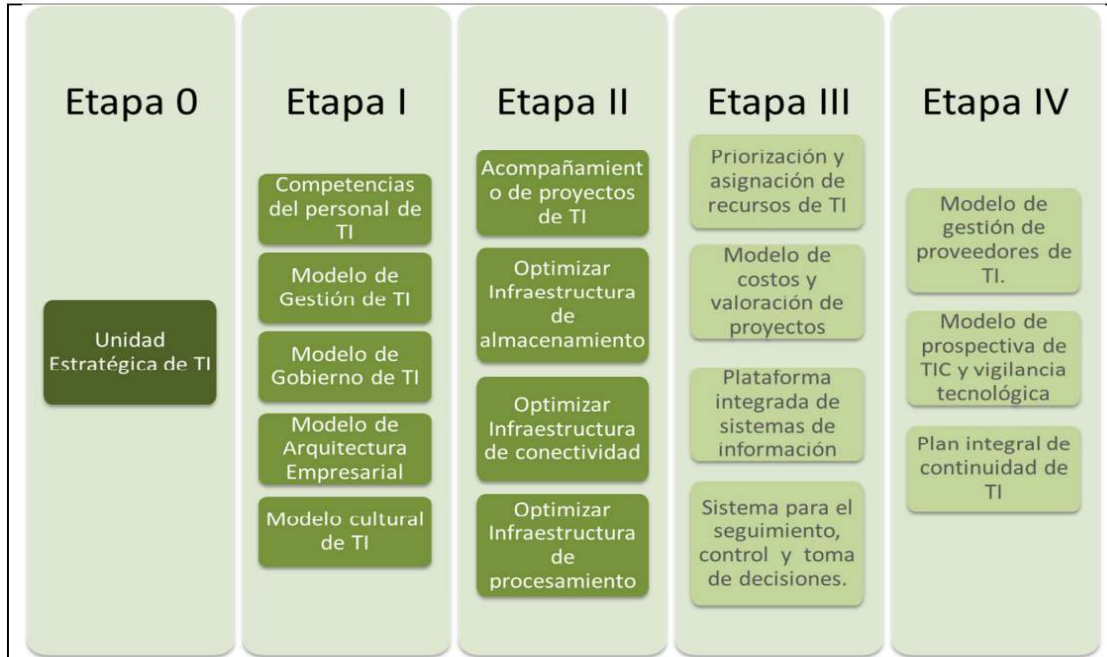 Etapa 0
Unidad
Estratégica de TI
Etapa I
Competencias
del personal de
TI
Modelo de
Gestión de TI
Modelo de
Gobierno de TI
Modelo de
Arquitectura
Empresarial
Modelo cultural
de TI
Etapa II
Acompañamient
o de proyectos
de TI
Optimizar
Infraestructura
de
almacenamiento
Optimizar
Infraestructura
de conectividad
Optimizar
Infraestructura
de
procesamiento
Etapa III
Priorización y
asignación de
recursos de TI
Modelo de
costos y
valoración de
proyectos
Plataforma
integrada de
sistemas de
información
Sistema para el
seguimiento,
control y toma
de decisiones.
Etapa IV
Modelo de
gestión de
proveedores de
TI.
Modelo de
prospectiva de
TIC y vigilancia
tecnológica
Plan integral de
continuidad de
TI